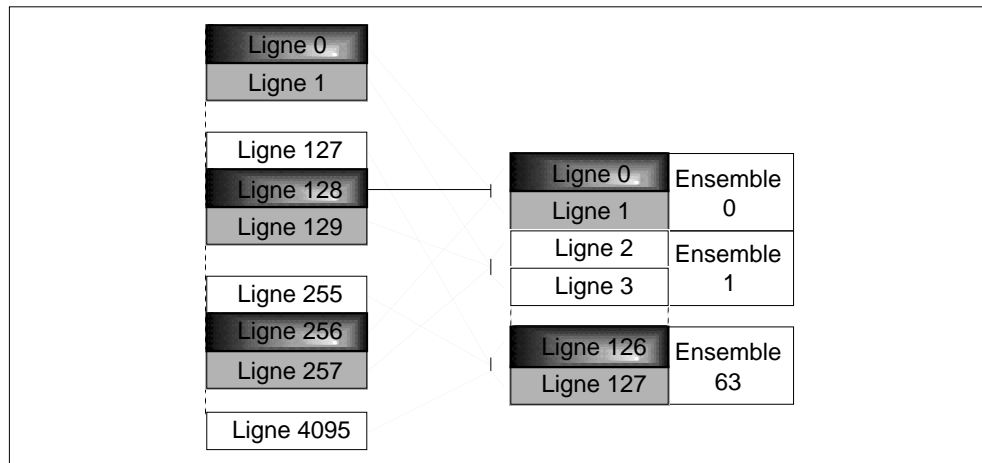 Ligne 0
Ligne 1
Ligne 127
Ligne 128
Ligne 129
Ligne 255
Ligne 256
Ligne 257
Ligne 4095
Ligne 0
Ligne 1
Ensemble
0
Ligne 2
Ligne 3
Ensemble
1
Ligne 126
Ligne 127
Ensemble
63